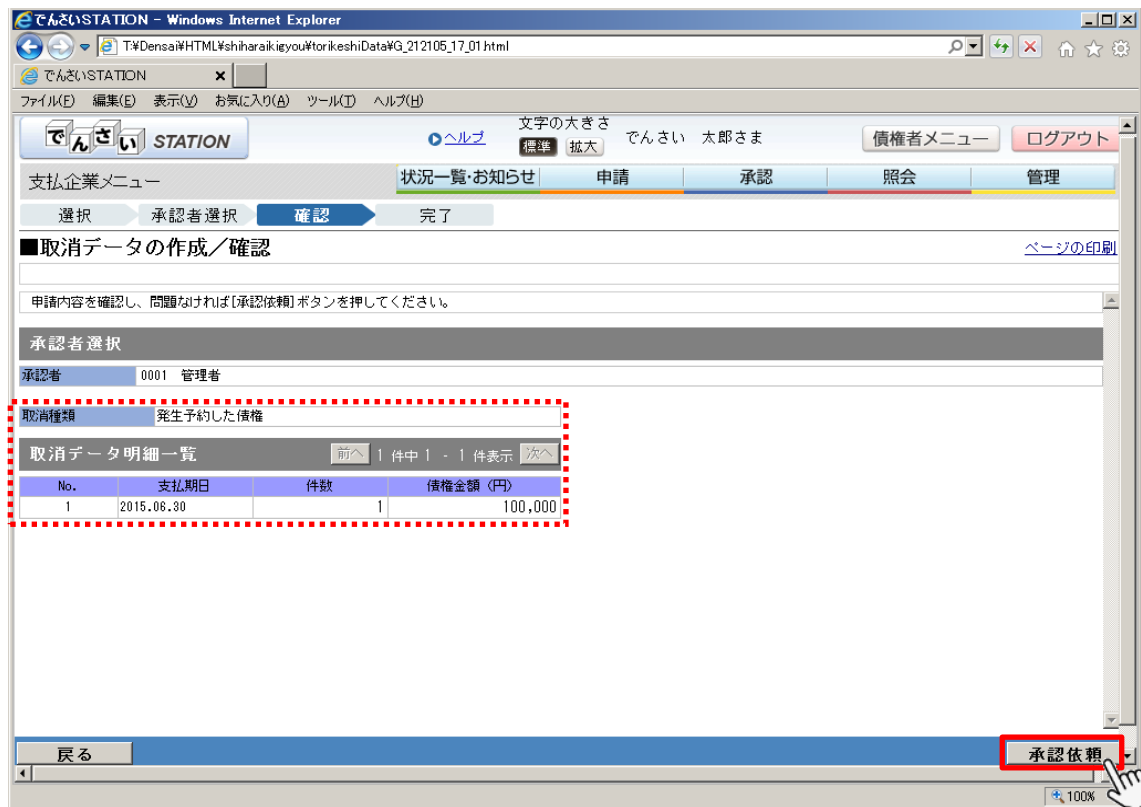 でんさいSTATION - Windows Internet Explorer
T:¥Densai¥HTML¥shiharaikigyou¥torikeshiData¥G_212105_17_01.html
でんさいSTATION
ファイル(F) 編集(E) 表示(V) お気に入り(A) ツール(T) ヘルプ(H)
でんさい STATION
ヘルプ
文字の大きさ
標準 拡大
でんさい 太郎さま
債権者メニュー
ログアウト
支払企業メニュー
状況一覧・お知らせ 申請 承認 照会 管理
選択 承認者選択 確認 完了
■取消データの作成／確認
ページの印刷
申請内容を確認し、問題なければ[承認依頼]ボタンを押してください。
承認者選択
承認者 0001 管理者
取消種類 発生予約した債権
取消データ明細一覧 前へ 1 件中 1 - 1 件表示 次へ
No. 支払期日 件数 債権金額（円）
1 2015.06.30 1 100,000
戻る
承認依頼
100%